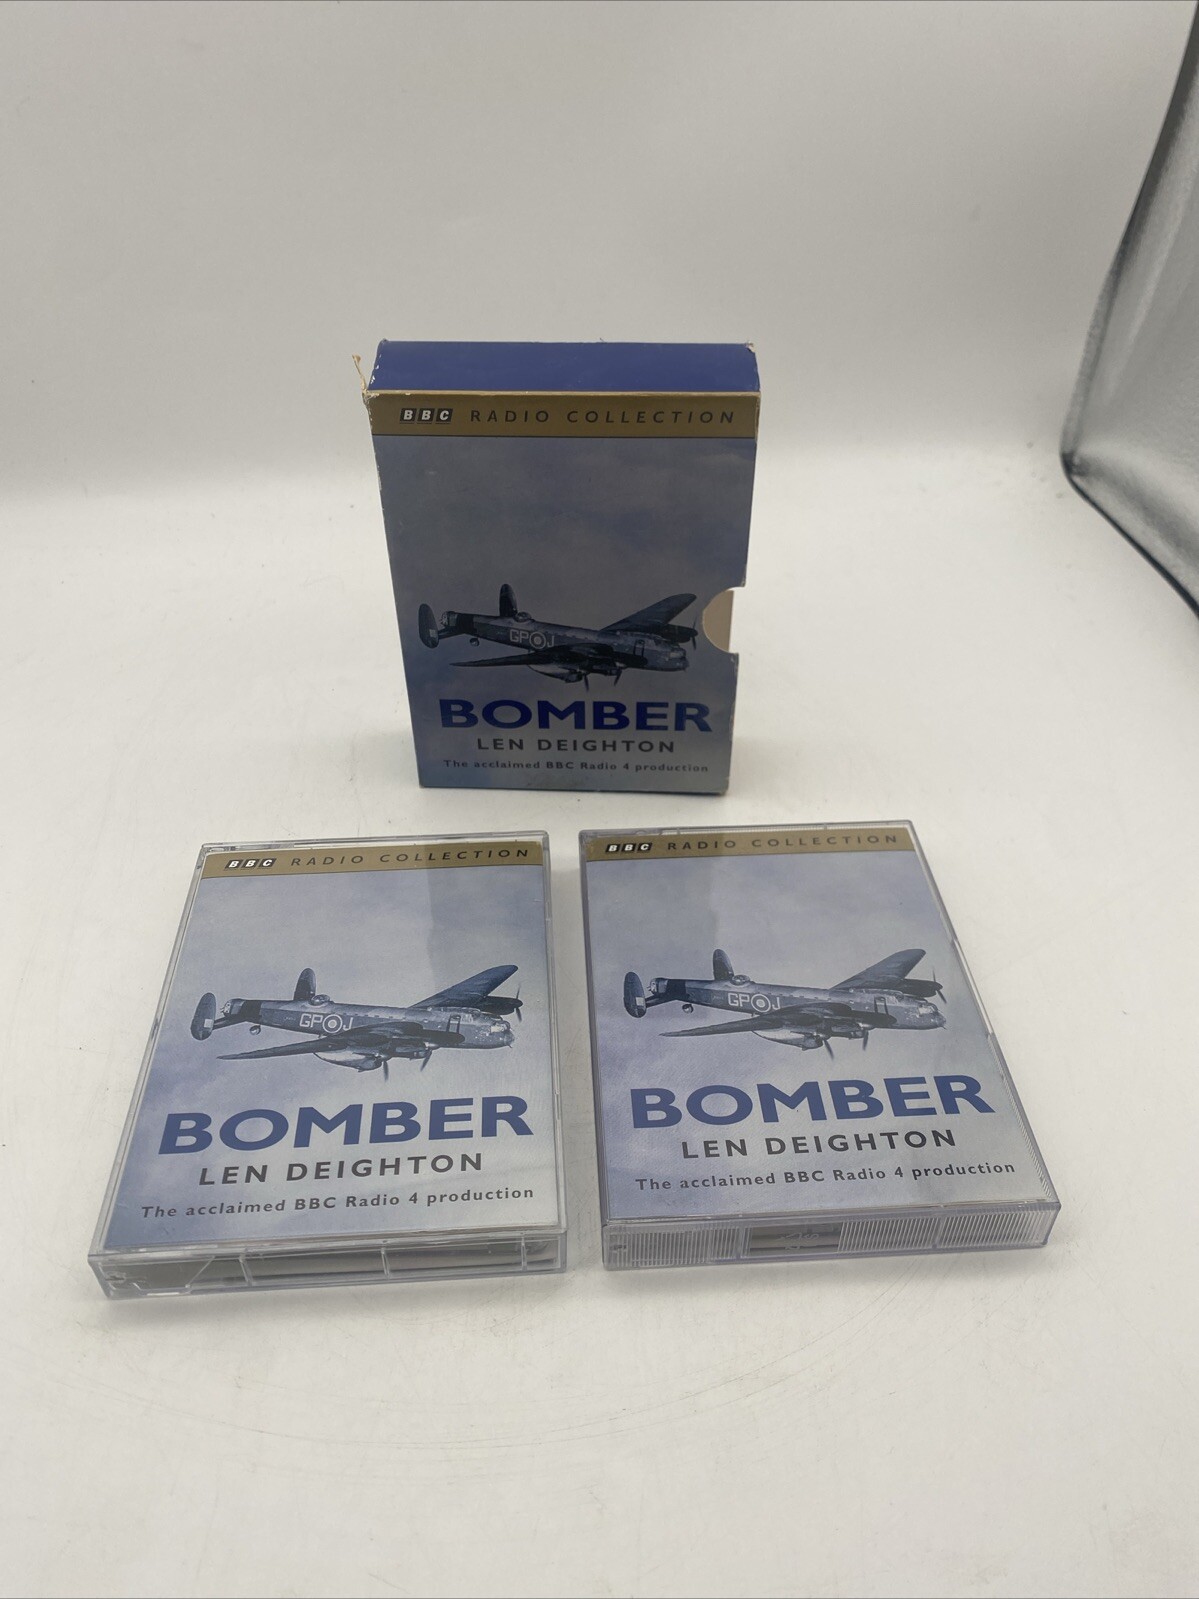 BBC RADIO COLLECTION
GP J
BOMBER
LEN DEIGHTON
The acclaimed BBC Radio 4 production
BBC RADIO COLLECTION
GP J
BOMBER
LEN DEIGHTON
The acclaimed BBC Radio 4 production
BBC RADIO COLLECTION
GP J
BOMBER
LEN DEIGHTON
The acclaimed BBC Radio 4 production